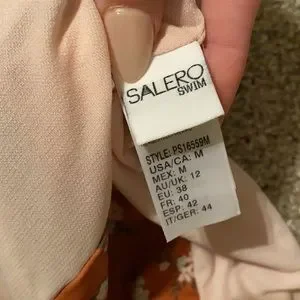 SALERO
SWIM
STYLE: PS16559M
USA/CA: M
MEX: M
AU/UK: 12
EU: 38
FR: 40
ESP: 42
IT/GER: 44